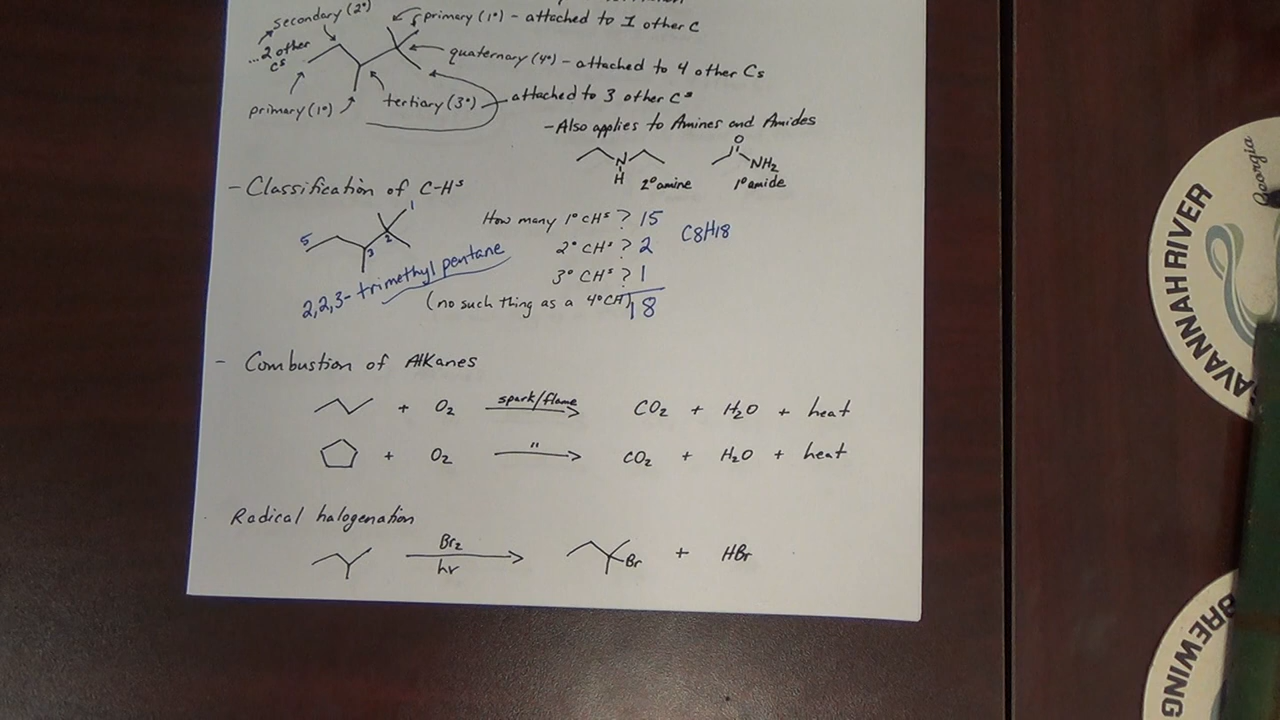 secondary (2°)
primary (1°) - attached to 1 other C
...2 other
Cs
quaternary (4°) - attached to 4 other Cs
primary (1°)
tertiary (3°)
attached to 3 other Cs
- Also applies to Amines and Amides
O
N
H
NH2
2° amine
1° amide
- Classification of C-Hs
1
5
2
3
2,2,3-trimethyl pentane
How many 1° CHs? 15
2° CHs? 2
C8H18
3° CHs? 1
(no such thing as a 4° CH)
18
- Combustion of Alkanes
+ O2 spark/flame CO2 + H2O + heat
+ O2 " CO2 + H2O + heat
Radical halogenation
Br2
hν
Br + HBr
Georgia
SAVANNAH RIVER
BREWING